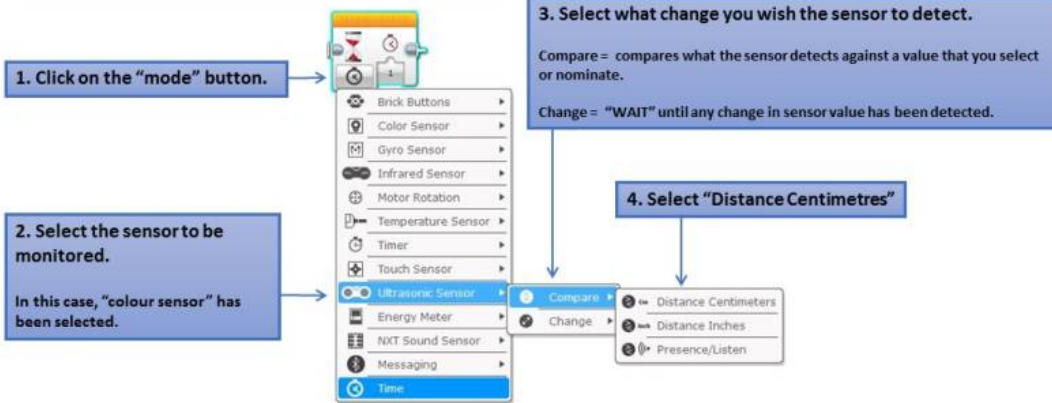 3. Select what change you wish the sensor to detect.
Compare = compares what the sensor detects against a value that you select
or nominate.
Change = "WAIT" until any change in sensor value has been detected.
1. Click on the "mode" button.
1
Brick Buttons
Color Sensor
Gyro Sensor
Infrared Sensor
Motor Rotation
Temperature Sensor
Timer
Touch Sensor
Ultrasonic Sensor
Energy Meter
NXT Sound Sensor
Messaging
Time
2. Select the sensor to be
monitored.
In this case, "colour sensor" has
been selected.
4. Select "Distance Centimetres"
Compare
Change
cm Distance Centimeters
inch Distance Inches
Presence/Listen